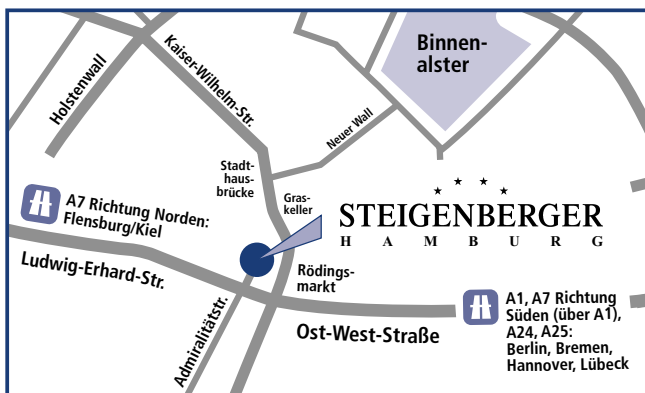 Binnen-
alster
Kaiser-Wilhelm-Str.
Holstenwall
Neuer Wall
Stadt-
haus-
brücke
Gras-
keller
STEIGENBERGER
HAMBURG
A7 Richtung Norden:
Flensburg/Kiel
Ludwig-Erhard-Str.
Rödings-
markt
Admiralitätstr.
Ost-West-Straße
A1, A7 Richtung
Süden (über A1),
A24, A25:
Berlin, Bremen,
Hannover, Lübeck